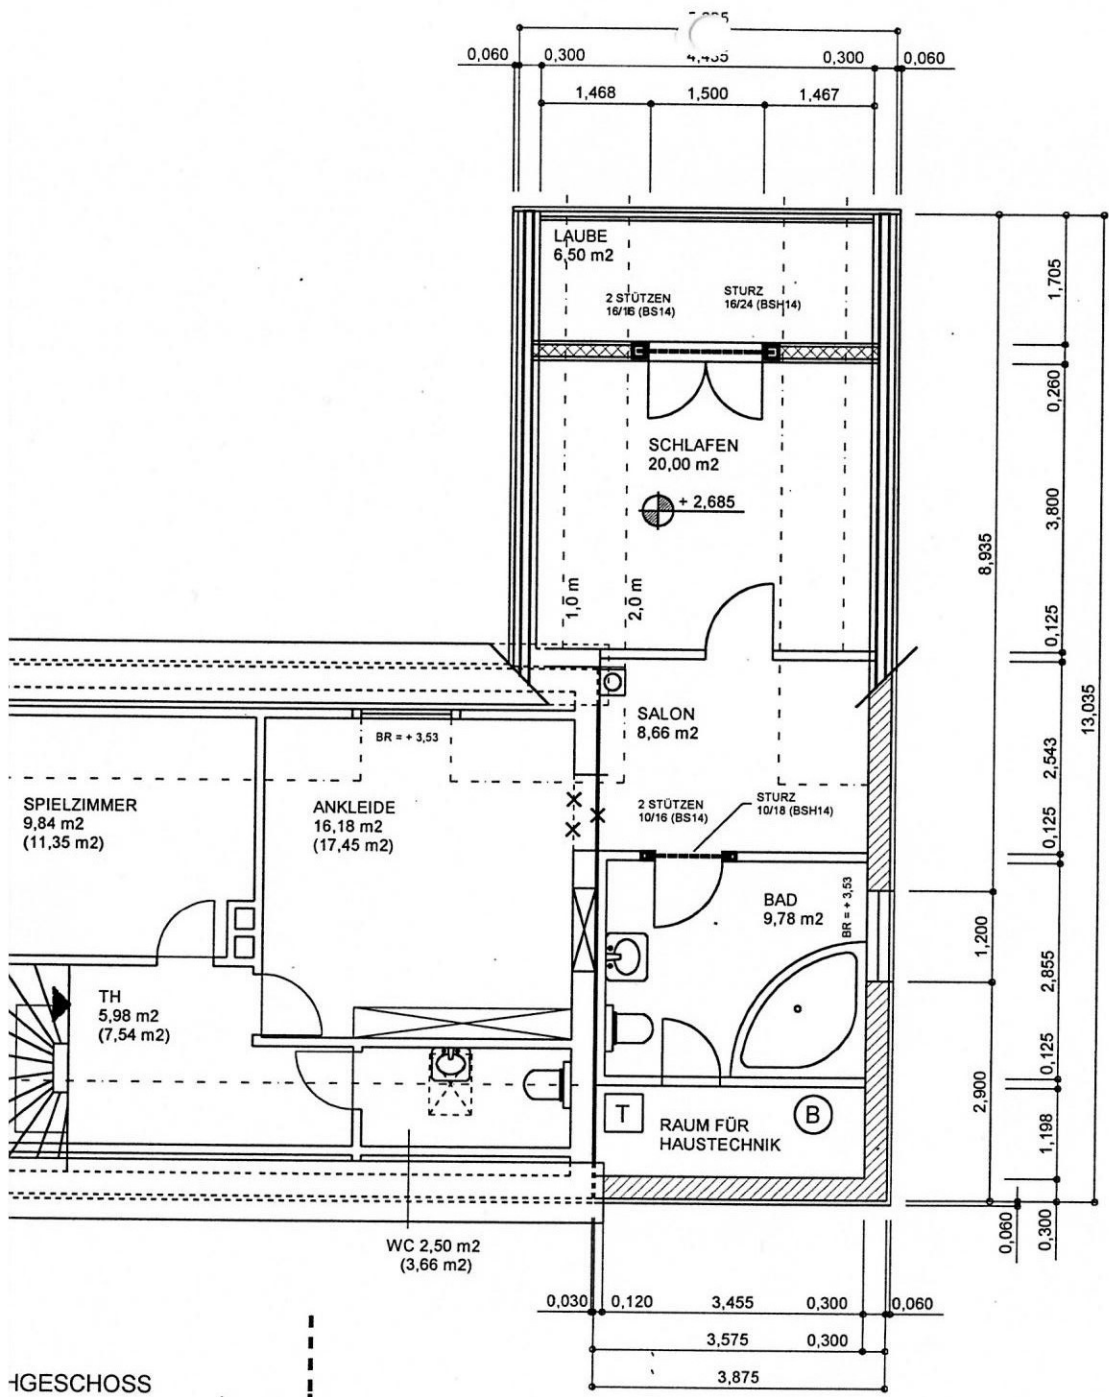 0,060 0,300 0,300 0,060
1,468 1,500 1,467
LAUBE
6,50 m2
2 STÜTZEN
16/16 (BS14)
STURZ
16/24 (BSH14)
SCHLAFEN
20,00 m2
+ 2,685
1,0 m
2,0 m
1,705
0,260
3,800
8,935
0,125
13,035
SALON
8,66 m2
BR = + 3,53
2,543
SPIELZIMMER
9,84 m2
(11,35 m2)
ANKLEIDE
16,18 m2
(17,45 m2)
2 STÜTZEN
10/16 (BS14)
STURZ
10/18 (BSH14)
0,125
BAD
9,78 m2
BR = + 3,53
1,200
2,855
TH
5,98 m2
(7,54 m2)
0,125
2,900
T
B
RAUM FÜR
HAUSTECHNIK
1,198
0,060
0,300
WC 2,50 m2
(3,66 m2)
0,030 0,120 3,455 0,300 0,060
3,575 0,300
3,875
HGESCHOSS